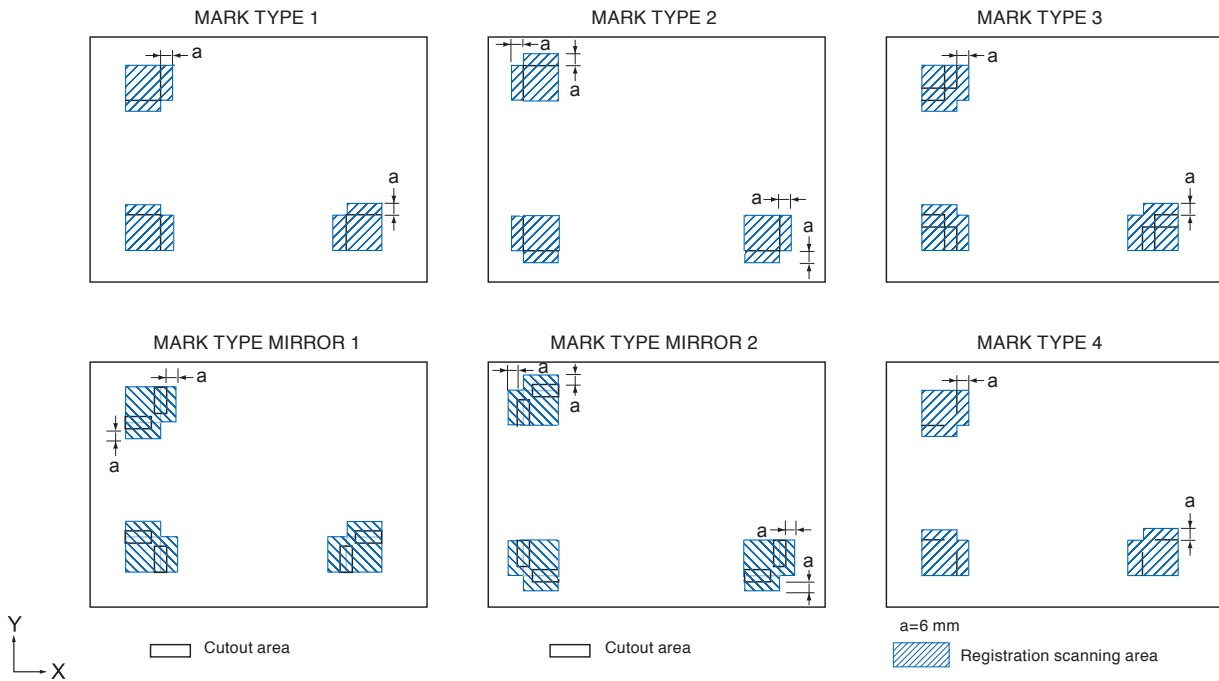 MARK TYPE 1
a
a
MARK TYPE 2
a
a
a
a
MARK TYPE 3
a
a
MARK TYPE MIRROR 1
a
a
MARK TYPE MIRROR 2
a
a
a
a
MARK TYPE 4
a
a
Y
X
Cutout area
Cutout area
a=6 mm
Registration scanning area